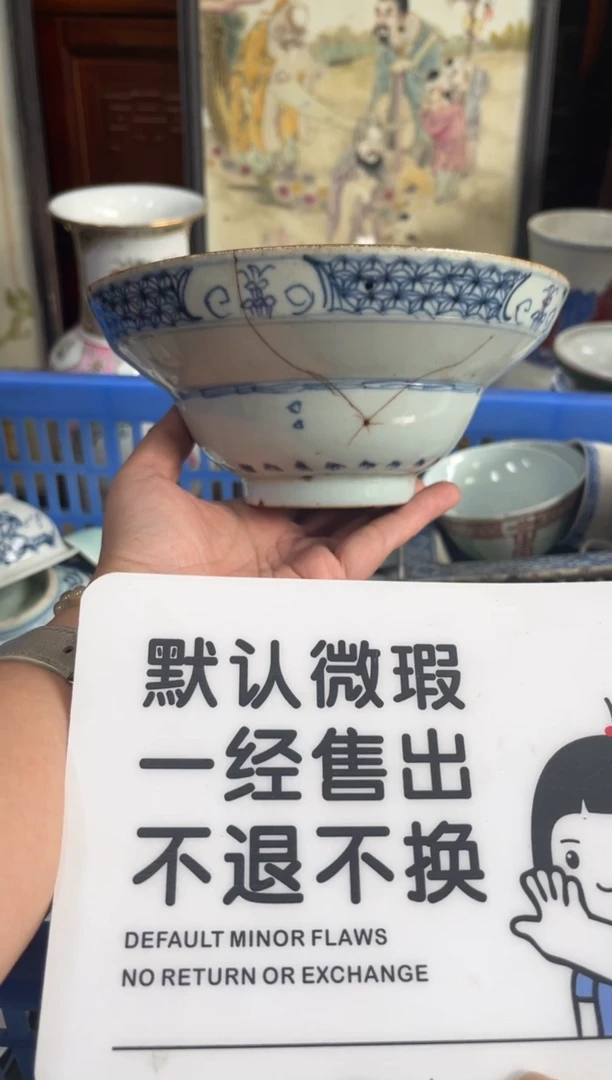 默认微瑕
一经售出
不退不换
DEFAULT MINOR FLAWS
NO RETURN OR EXCHANGE